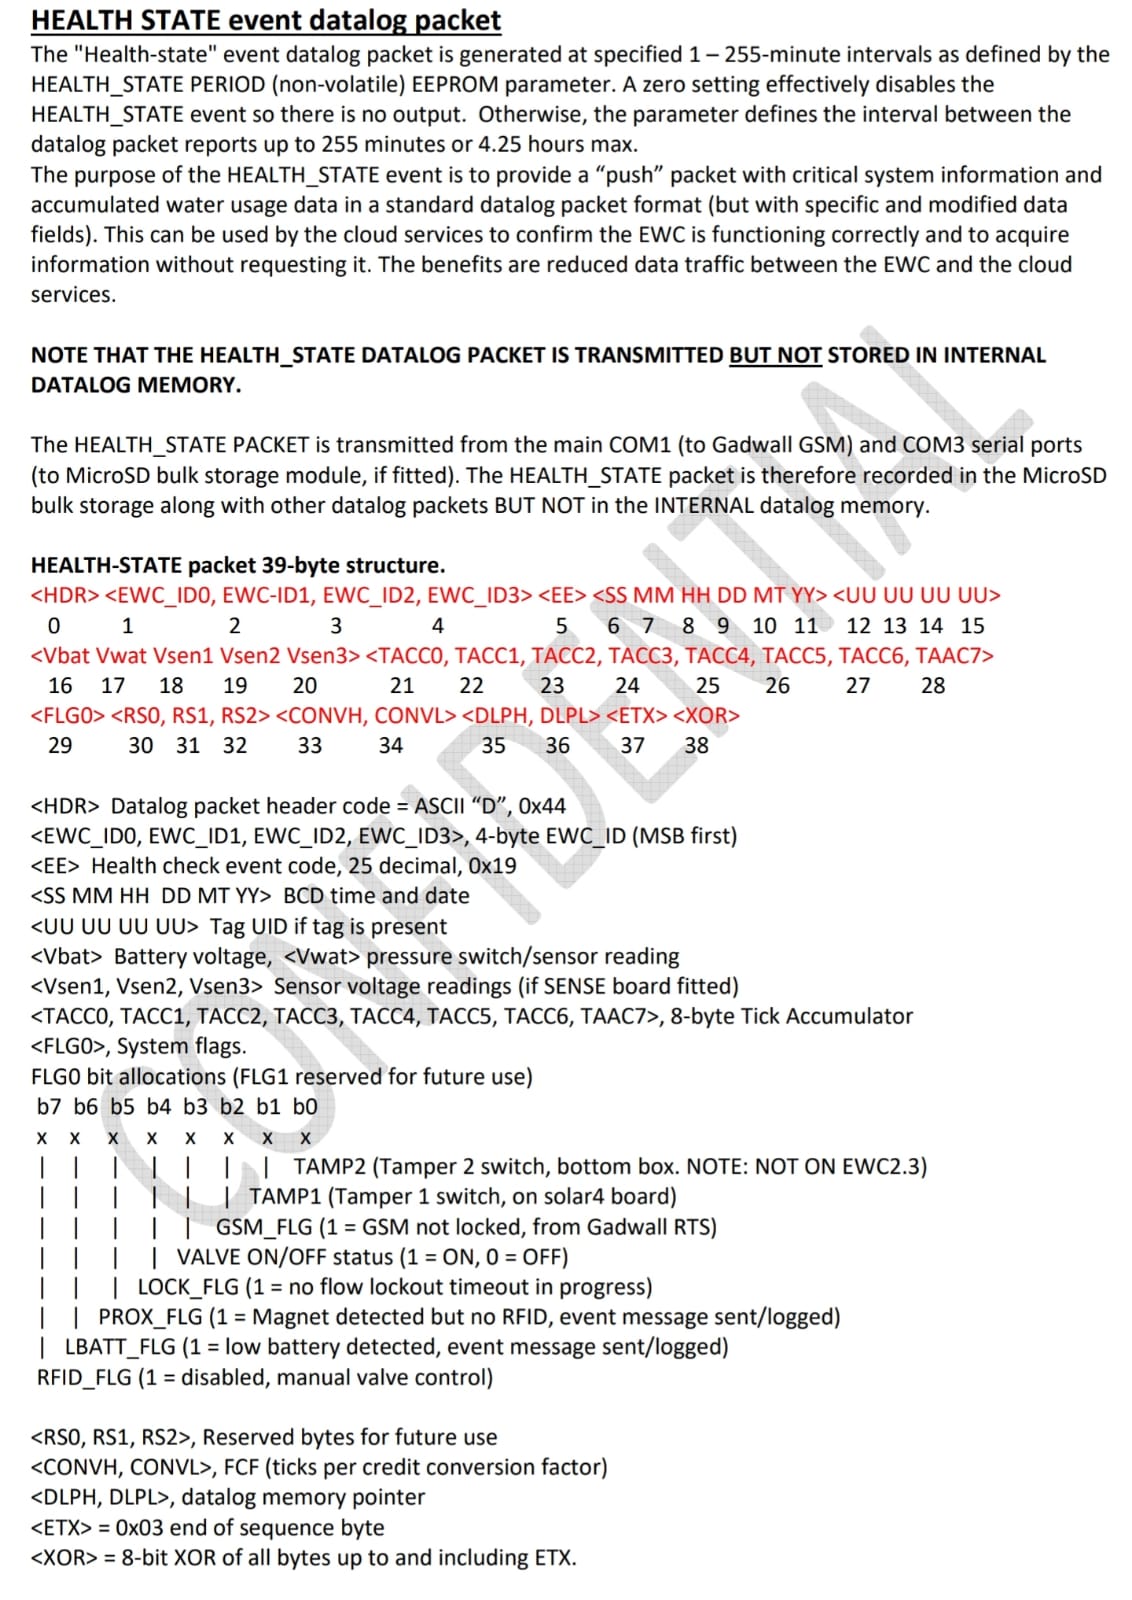 HEALTH STATE event datalog packet
The "Health-state" event datalog packet is generated at specified 1 – 255-minute intervals as defined by the
HEALTH_STATE PERIOD (non-volatile) EEPROM parameter. A zero setting effectively disables the
HEALTH_STATE event so there is no output.  Otherwise, the parameter defines the interval between the
datalog packet reports up to 255 minutes or 4.25 hours max.
The purpose of the HEALTH_STATE event is to provide a “push” packet with critical system information and
accumulated water usage data in a standard datalog packet format (but with specific and modified data
fields). This can be used by the cloud services to confirm the EWC is functioning correctly and to acquire
information without requesting it. The benefits are reduced data traffic between the EWC and the cloud
services.
NOTE THAT THE HEALTH_STATE DATALOG PACKET IS TRANSMITTED BUT NOT STORED IN INTERNAL
DATALOG MEMORY.
The HEALTH_STATE PACKET is transmitted from the main COM1 (to Gadwall GSM) and COM3 serial ports
(to MicroSD bulk storage module, if fitted). The HEALTH_STATE packet is therefore recorded in the MicroSD
bulk storage along with other datalog packets BUT NOT in the INTERNAL datalog memory.
HEALTH-STATE packet 39-byte structure.
<HDR> <EWC_ID0, EWC-ID1, EWC_ID2, EWC_ID3> <EE> <SS MM HH DD MT YY> <UU UU UU UU>
0 1 2 3 4 5 6 7 8 9 10 11 12 13 14 15
<Vbat Vwat Vsen1 Vsen2 Vsen3> <TACC0, TACC1, TACC2, TACC3, TACC4, TACC5, TACC6, TAAC7>
16 17 18 19 20 21 22 23 24 25 26 27 28
<FLG0> <RS0, RS1, RS2> <CONVH, CONVL> <DLPH, DLPL> <ETX> <XOR>
29 30 31 32 33 34 35 36 37 38
<HDR>  Datalog packet header code = ASCII “D”, 0x44
<EWC_ID0, EWC_ID1, EWC_ID2, EWC_ID3>, 4-byte EWC_ID (MSB first)
<EE>  Health check event code, 25 decimal, 0x19
<SS MM HH  DD MT YY>  BCD time and date
<UU UU UU UU>  Tag UID if tag is present
<Vbat>  Battery voltage,  <Vwat> pressure switch/sensor reading
<Vsen1, Vsen2, Vsen3>  Sensor voltage readings (if SENSE board fitted)
<TACC0, TACC1, TACC2, TACC3, TACC4, TACC5, TACC6, TAAC7>, 8-byte Tick Accumulator
<FLG0>, System flags.
FLG0 bit allocations (FLG1 reserved for future use)
b7 b6 b5 b4 b3 b2 b1 b0
x x x x x x x x
| | | | | | | TAMP2 (Tamper 2 switch, bottom box. NOTE: NOT ON EWC2.3)
| | | | | | TAMP1 (Tamper 1 switch, on solar4 board)
| | | | | GSM_FLG (1 = GSM not locked, from Gadwall RTS)
| | | | VALVE ON/OFF status (1 = ON, 0 = OFF)
| | | LOCK_FLG (1 = no flow lockout timeout in progress)
| | PROX_FLG (1 = Magnet detected but no RFID, event message sent/logged)
| LBATT_FLG (1 = low battery detected, event message sent/logged)
RFID_FLG (1 = disabled, manual valve control)
<RS0, RS1, RS2>, Reserved bytes for future use
<CONVH, CONVL>, FCF (ticks per credit conversion factor)
<DLPH, DLPL>, datalog memory pointer
<ETX> = 0x03 end of sequence byte
<XOR> = 8-bit XOR of all bytes up to and including ETX.
CONFIDENTIAL